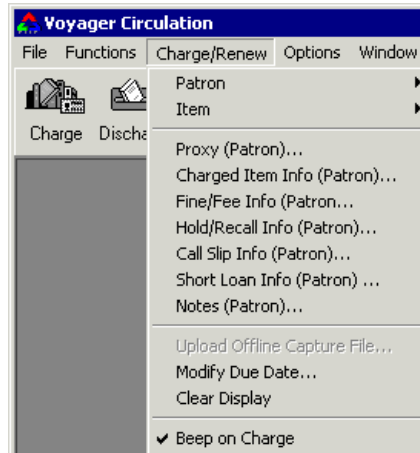 Voyager Circulation
File Functions Charge/Renew Options Window
Charge Discha
Patron
Item
Proxy (Patron)...
Charged Item Info (Patron)...
Fine/Fee Info (Patron...
Hold/Recall Info (Patron)...
Call Slip Info (Patron)...
Short Loan Info (Patron) ...
Notes (Patron)...
Upload Offline Capture File...
Modify Due Date...
Clear Display
Beep on Charge